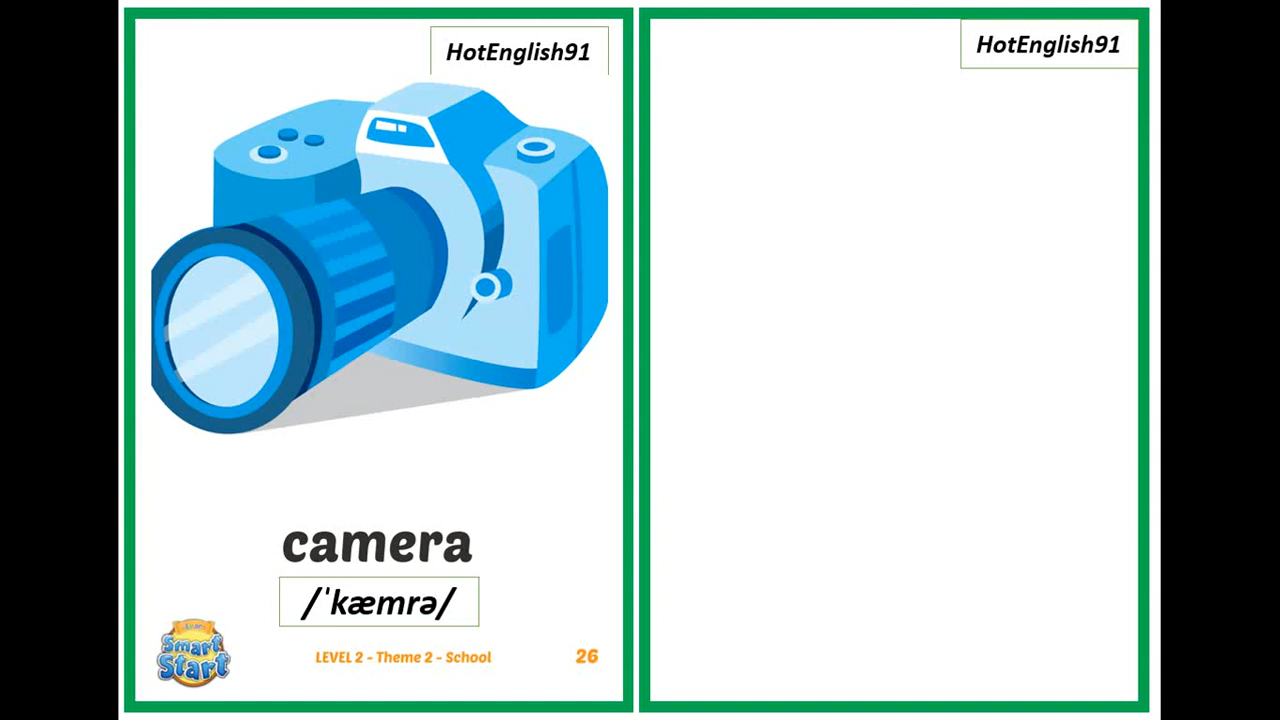 HotEnglish91
HotEnglish91
camera
/ˈkæmrə/
Smart
Start
LEVEL 2 - Theme 2 - School
26